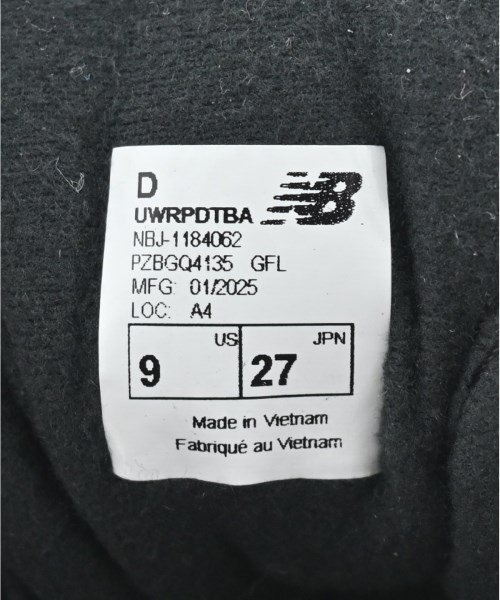 D
UWRPDTBA
NBJ-1184062
PZBGQ4135 GFL
MFG: 01/2025
LOC: A4
US JPN
9 27
Made in Vietnam
Fabriqué au Vietnam